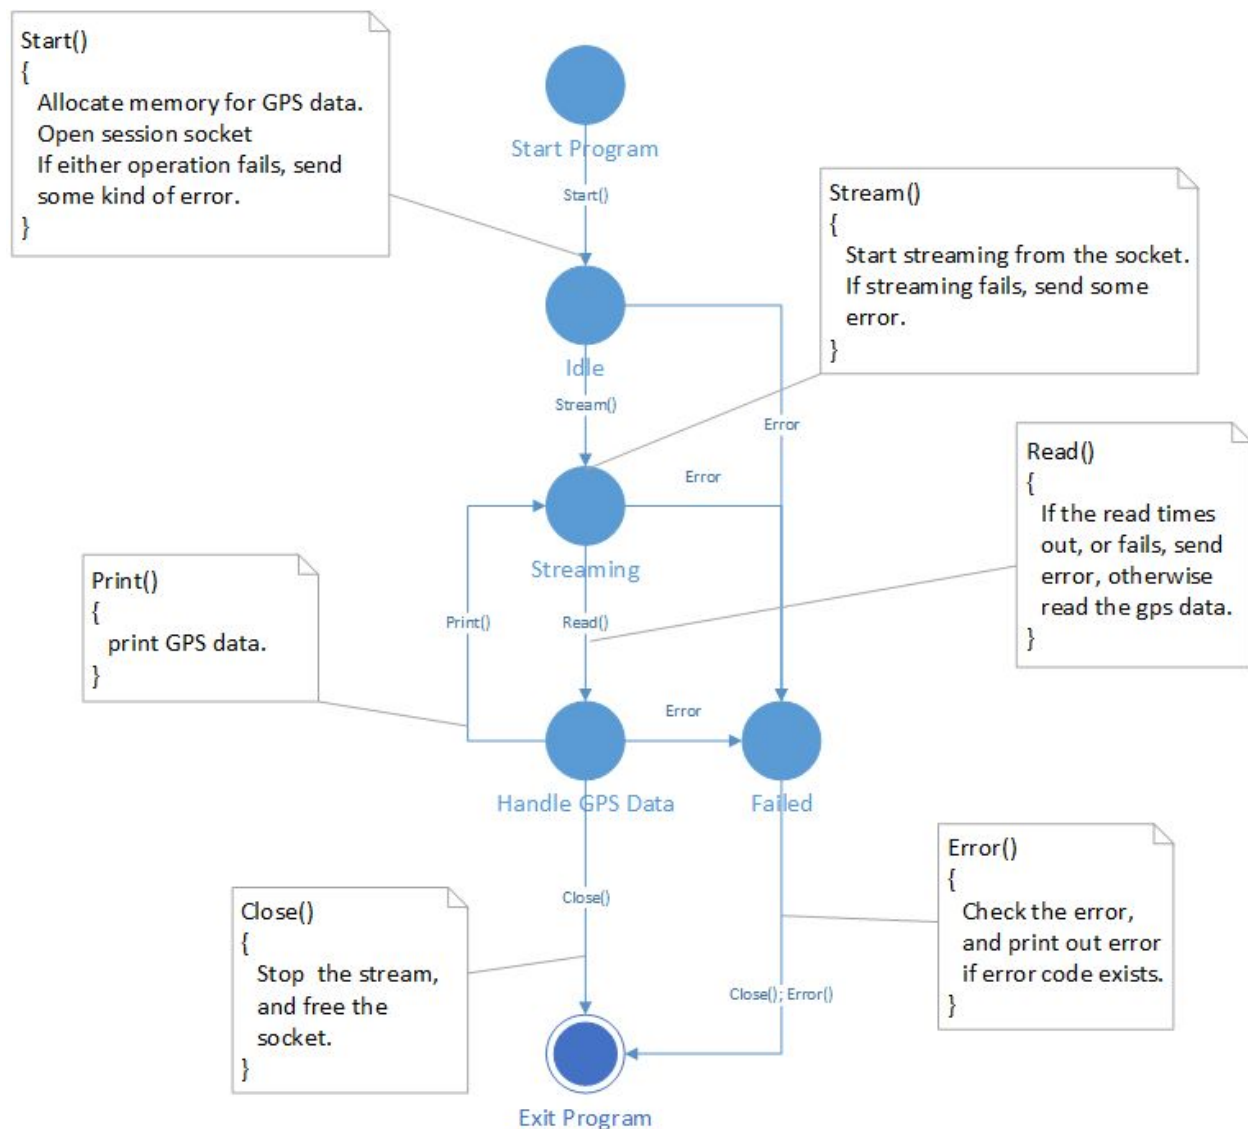 Start()
{
Allocate memory for GPS data.
Open session socket
If either operation fails, send
some kind of error.
}
Start Program
Start()
Stream()
{
Start streaming from the socket.
If streaming fails, send some
error.
}
Idle
Stream()
Error
Read()
{
If the read times
out, or fails, send
error, otherwise
read the gps data.
}
Error
Streaming
Print()
{
print GPS data.
}
Print()
Read()
Error
Handle GPS Data
Failed
Error()
{
Check the error,
and print out error
if error code exists.
}
Close()
{
Stop the stream,
and free the
socket.
}
Close()
Close(); Error()
Exit Program